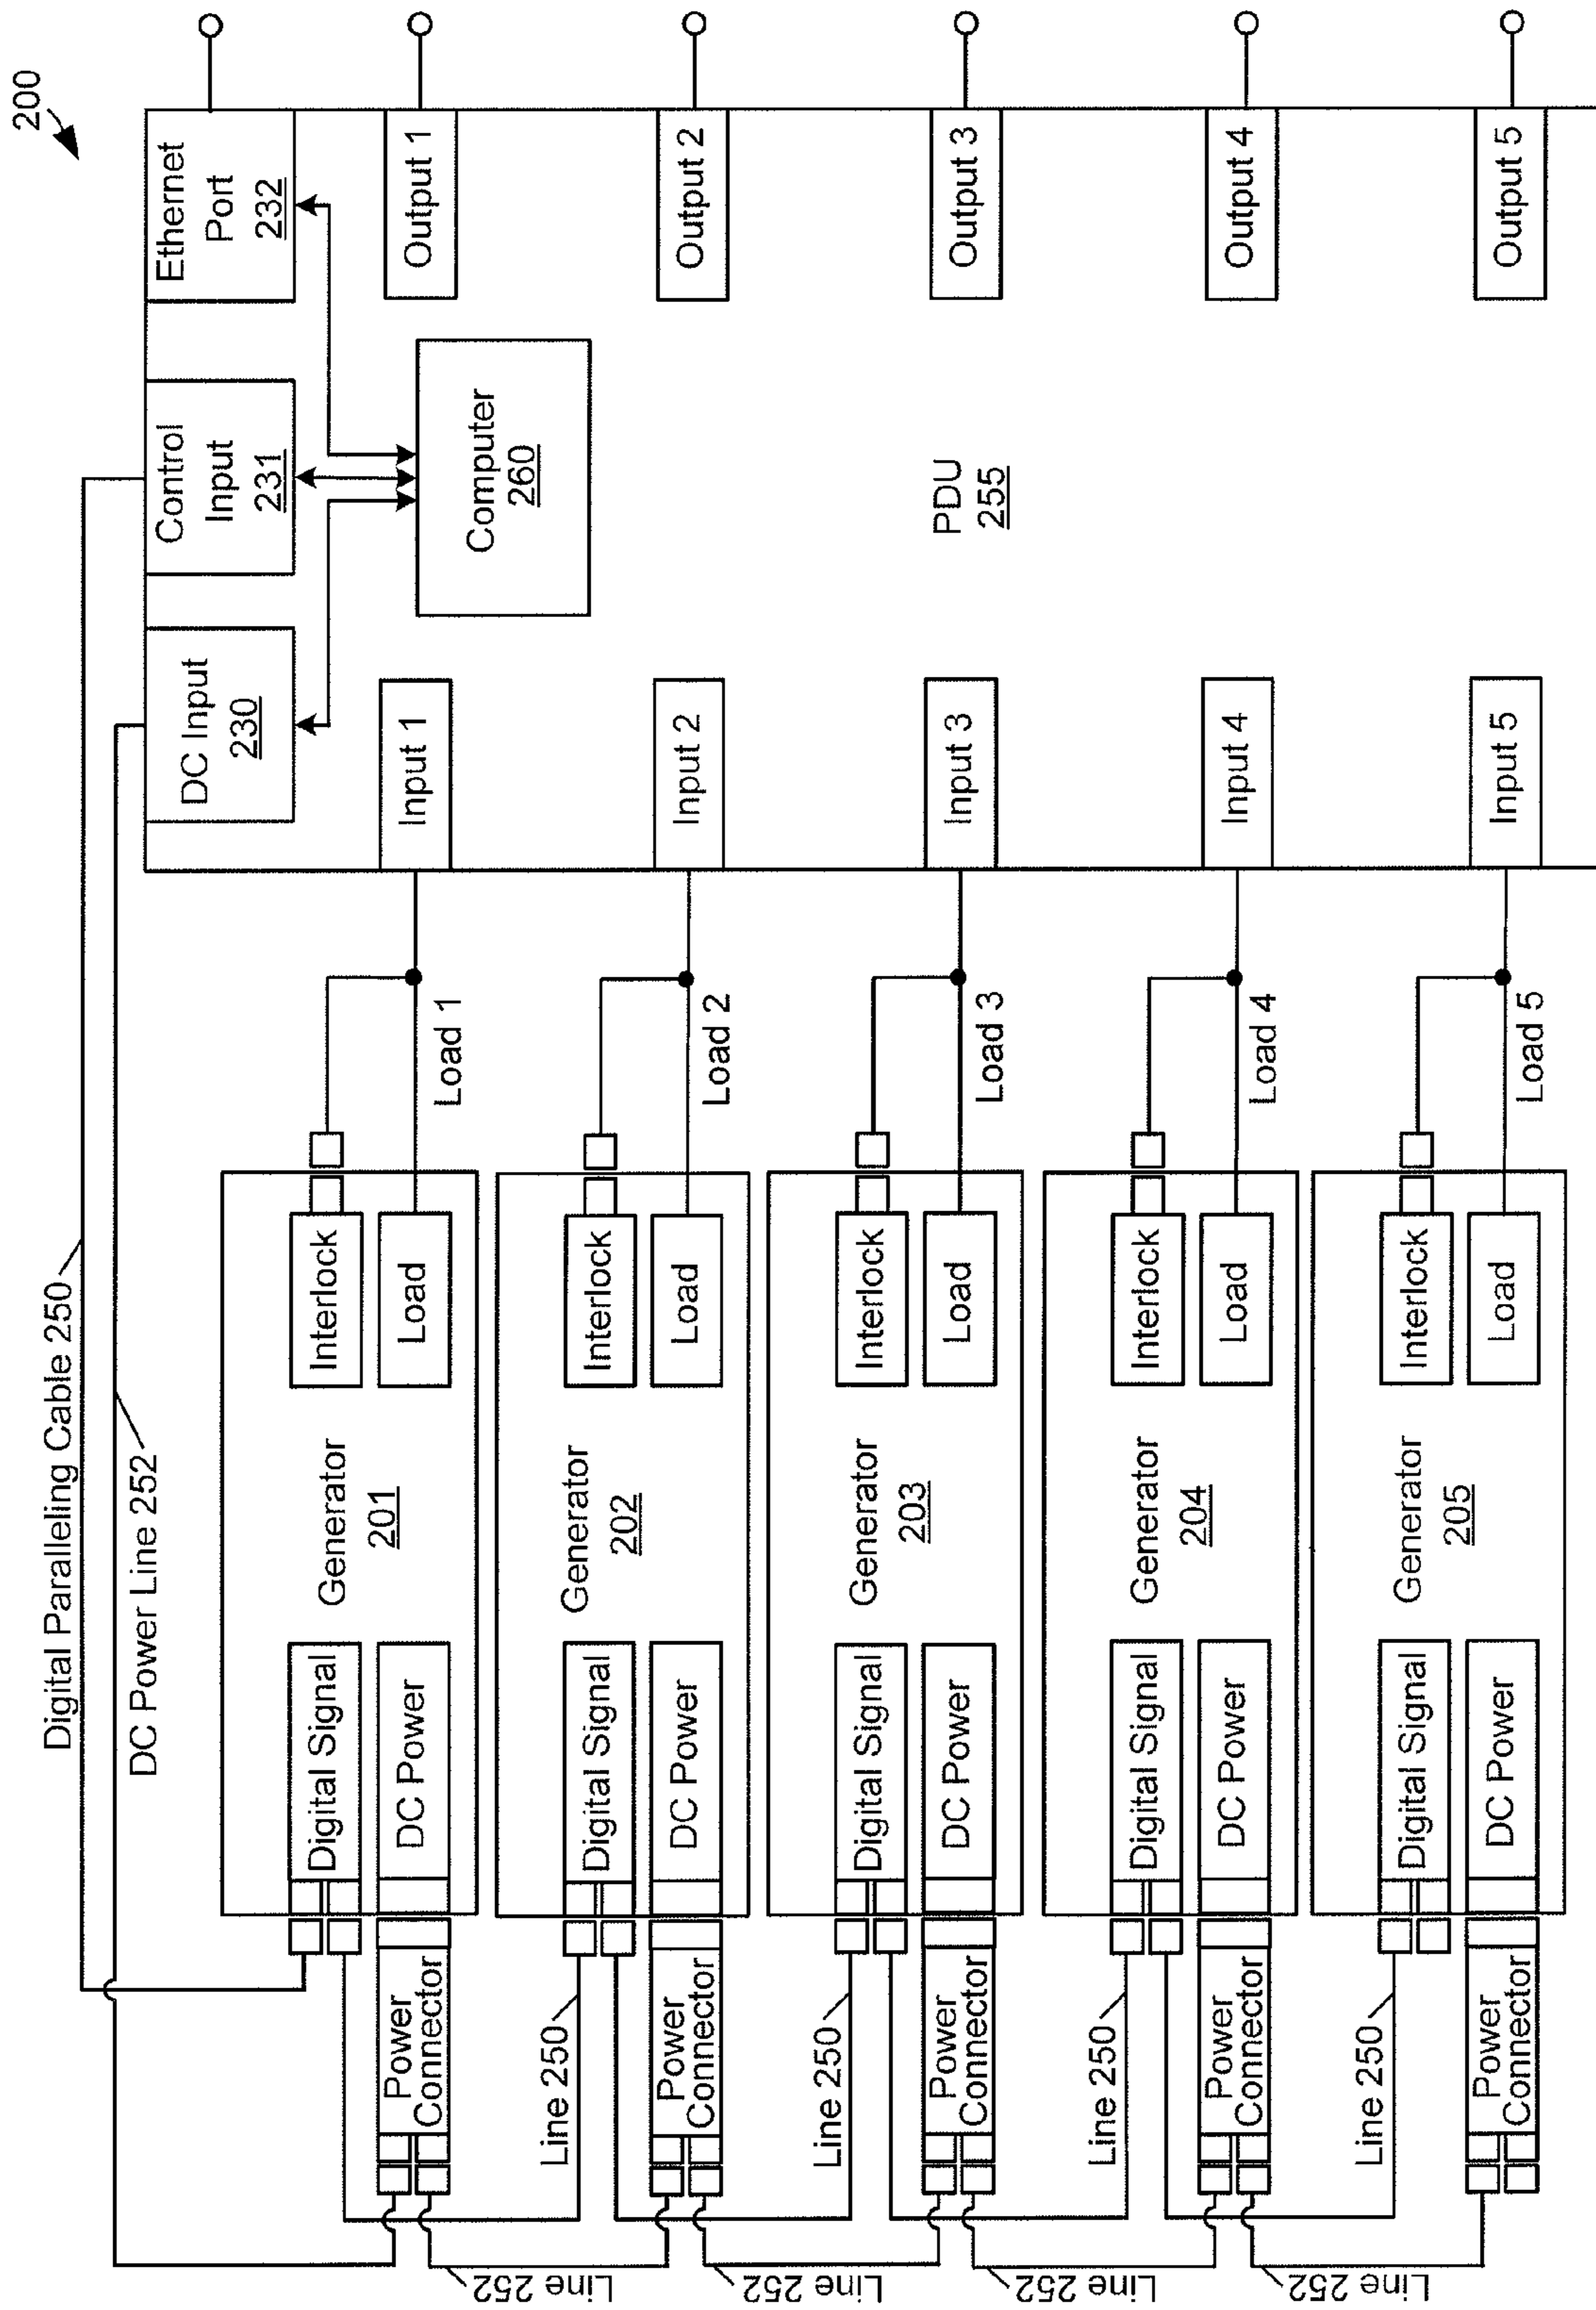 200
Digital Paralleling Cable 250
DC Power Line 252
DC Input
230
Control
Input
231
Ethernet
Port
232
Computer
260
PDU
255
Digital Signal
DC Power
Power
Connector
Generator
201
Interlock
Load
Load 1
Input 1
Output 1
Line 250
Line 252
Digital Signal
DC Power
Power
Connector
Generator
202
Interlock
Load
Load 2
Input 2
Output 2
Line 250
Line 252
Digital Signal
DC Power
Power
Connector
Generator
203
Interlock
Load
Load 3
Input 3
Output 3
Line 250
Line 252
Digital Signal
DC Power
Power
Connector
Generator
204
Interlock
Load
Load 4
Input 4
Output 4
Line 250
Line 252
Digital Signal
DC Power
Power
Connector
Generator
205
Interlock
Load
Load 5
Input 5
Output 5